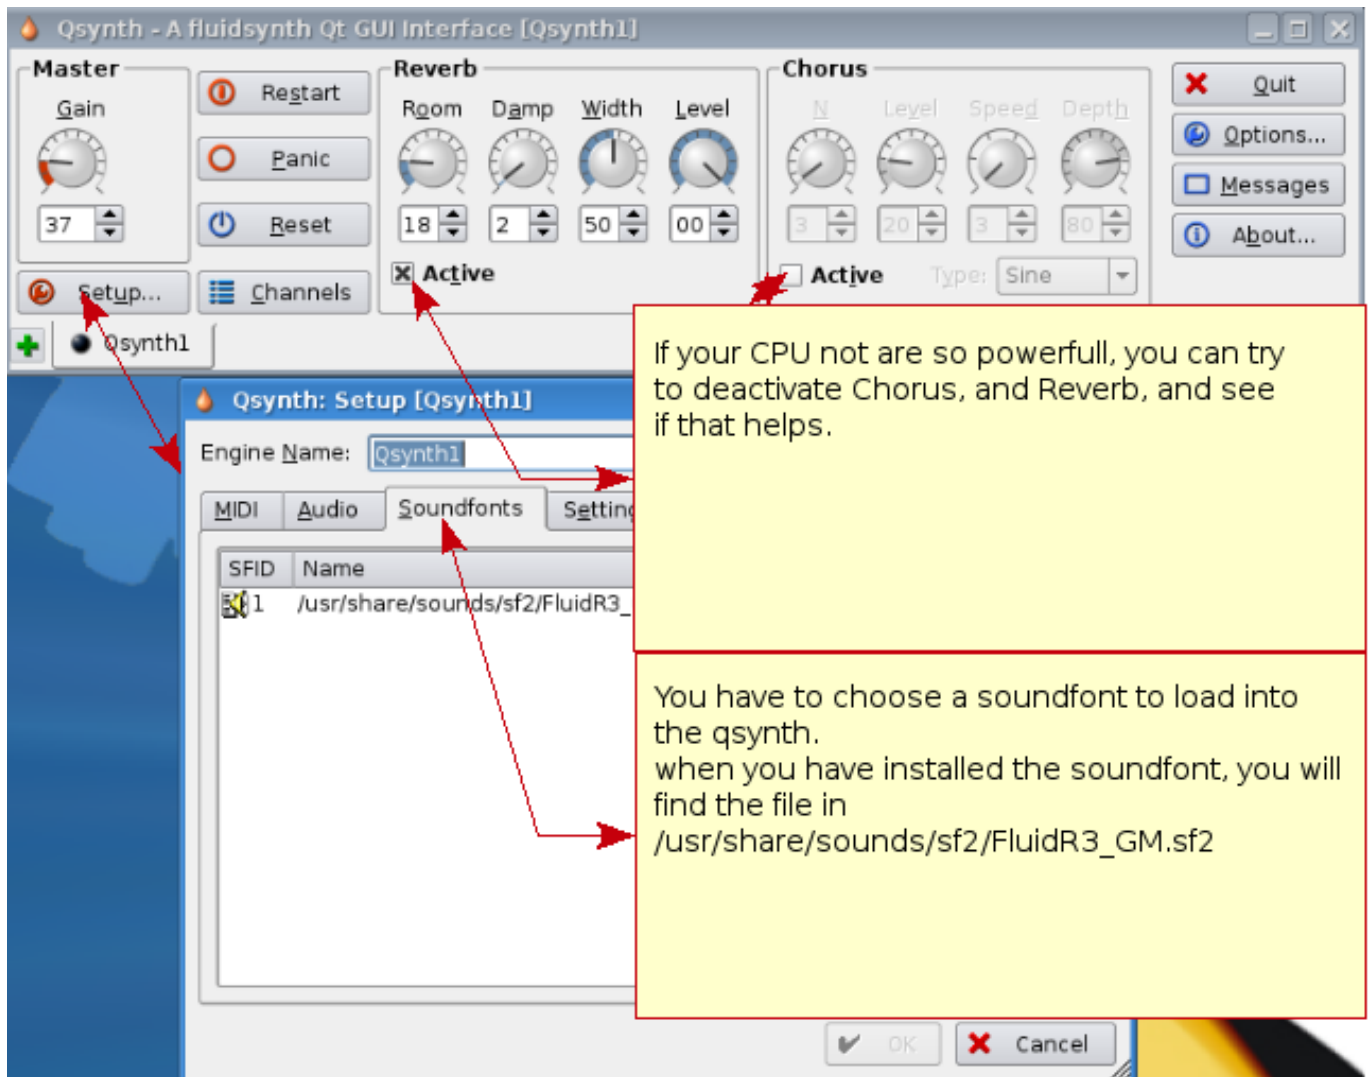 Qsynth - A fluidsynth Qt GUI Interface [Qsynth1]
Master
Gain
37
Setup...
Restart
Panic
Reset
Channels
Reverb
Room Damp Width Level
18 2 50 00
Active
Chorus
N Level Speed Depth
3 20 3 80
Active Type: Sine
Quit
Options...
Messages
About...
Qsynth1
If your CPU not are so powerfull, you can try
to deactivate Chorus, and Reverb, and see
if that helps.
Qsynth: Setup [Qsynth1]
Engine Name: Qsynth1
MIDI Audio Soundfonts Setting
SFID Name
1 /usr/share/sounds/sf2/FluidR3_
You have to choose a soundfont to load into
the qsynth.
when you have installed the soundfont, you will
find the file in
/usr/share/sounds/sf2/FluidR3_GM.sf2
OK Cancel